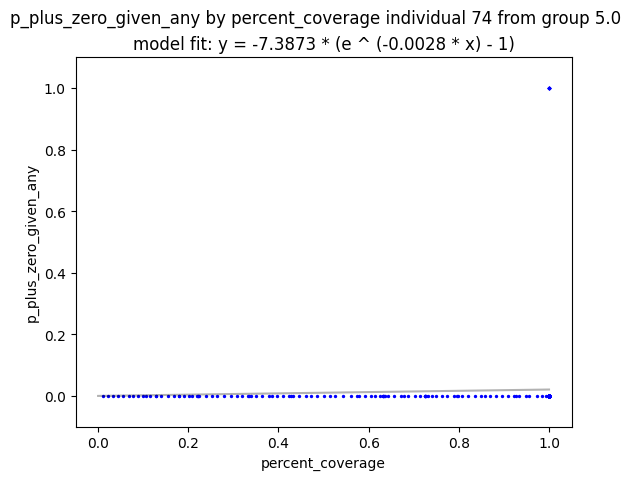 p_plus_zero_given_any by percent_coverage individual 74 from group 5.0
model fit: y = -7.3873 * (e ^ (-0.0028 * x) - 1)
1.0
0.8
0.6
0.4
0.2
0.0
p_plus_zero_given_any
0.0 0.2 0.4 0.6 0.8 1.0
percent_coverage